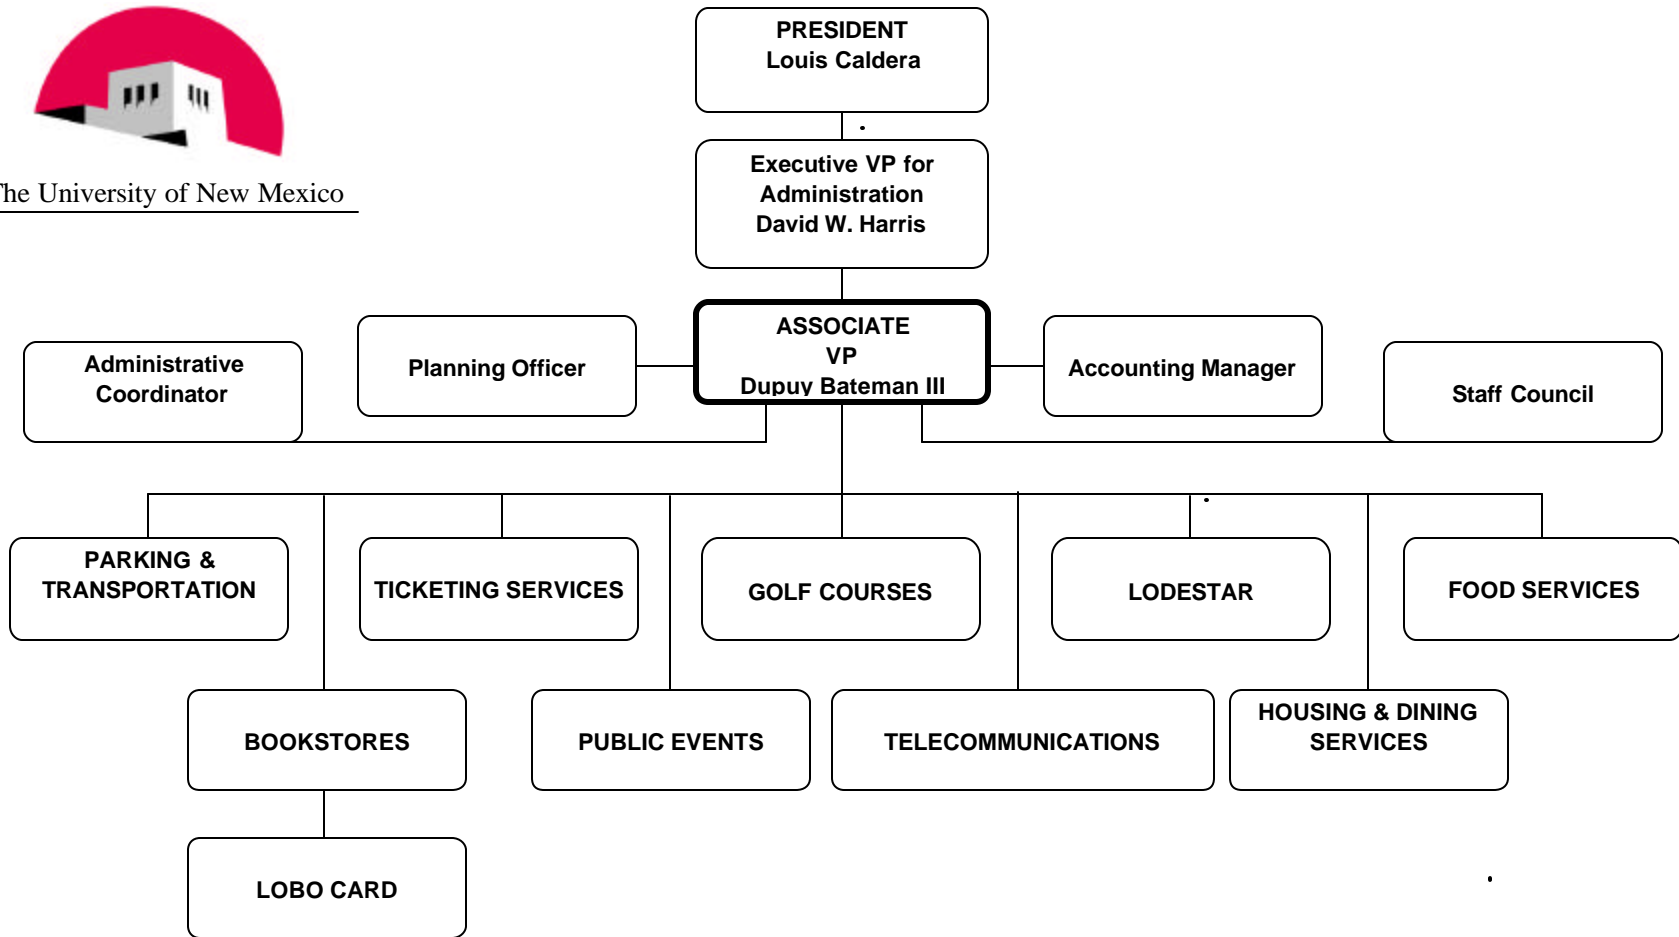 PRESIDENT
Louis Caldera
Executive VP for
Administration
David W. Harris
The University of New Mexico
ASSOCIATE
VP
Dupuy Bateman III
Administrative
Coordinator
Planning Officer
Accounting Manager
Staff Council
PARKING &
TRANSPORTATION
TICKETING SERVICES
GOLF COURSES
LODESTAR
FOOD SERVICES
BOOKSTORES
PUBLIC EVENTS
TELECOMMUNICATIONS
HOUSING & DINING
SERVICES
LOBO CARD